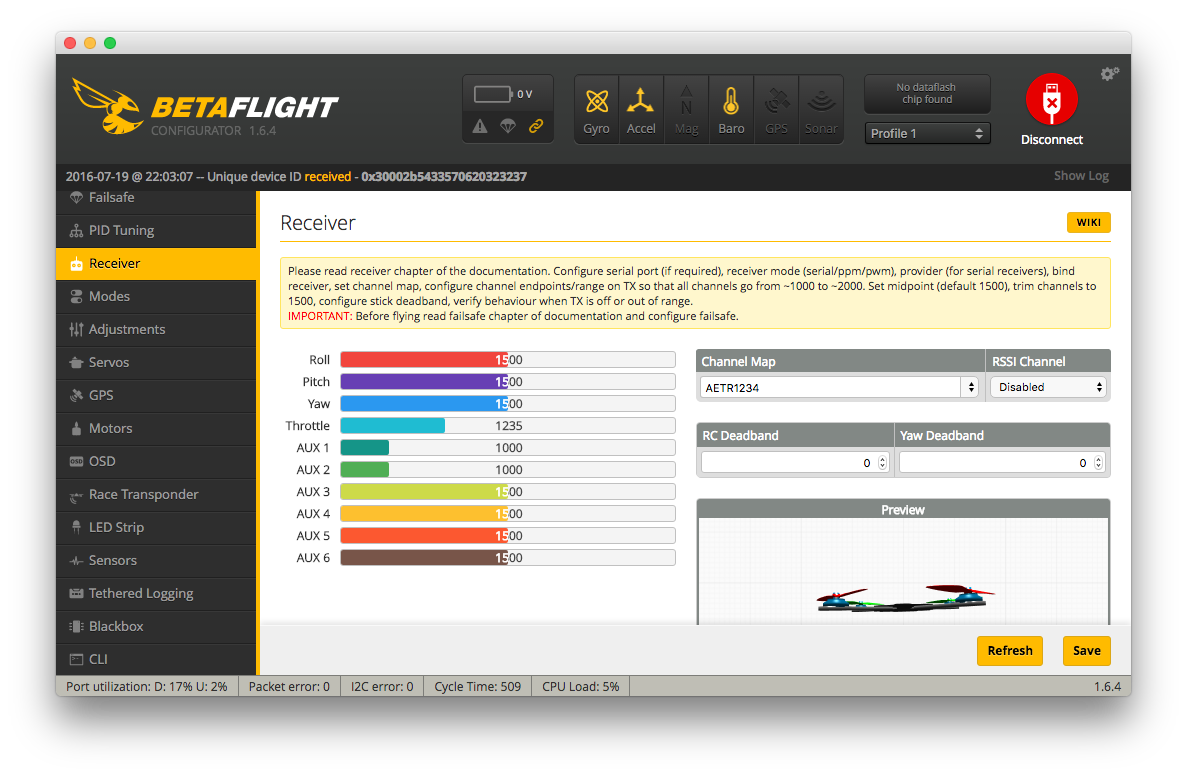 BETAFLIGHT
CONFIGURATOR 1.6.4
0 V
Gyro
Accel
Mag
Baro
GPS
Sonar
No dataflash
chip found
Profile 1
Disconnect
2016-07-19 @ 22:03:07 -- Unique device ID received - 0x30002b5433570620323237
Show Log
Failsafe
PID Tuning
Receiver
Modes
Adjustments
Servos
GPS
Motors
OSD
OSD
Race Transponder
LED Strip
Sensors
Tethered Logging
Blackbox
CLI
Receiver
WIKI
Please read receiver chapter of the documentation. Configure serial port (if required), receiver mode (serial/ppm/pwm), provider (for serial receivers), bind
receiver, set channel map, configure channel endpoints/range on TX so that all channels go from ~1000 to ~2000. Set midpoint (default 1500), trim channels to
1500, configure stick deadband, verify behaviour when TX is off or out of range.
IMPORTANT: Before flying read failsafe chapter of documentation and configure failsafe.
Roll 1500
Pitch 1500
Yaw 1500
Throttle 1235
AUX 1 1000
AUX 2 1000
AUX 3 1500
AUX 4 1500
AUX 5 1500
AUX 6 1500
Channel Map RSSI Channel
AETR1234 Disabled
RC Deadband Yaw Deadband
0 0
Preview
N
Refresh Save
Port utilization: D: 17% U: 2% Packet error: 0 I2C error: 0 Cycle Time: 509 CPU Load: 5% 1.6.4